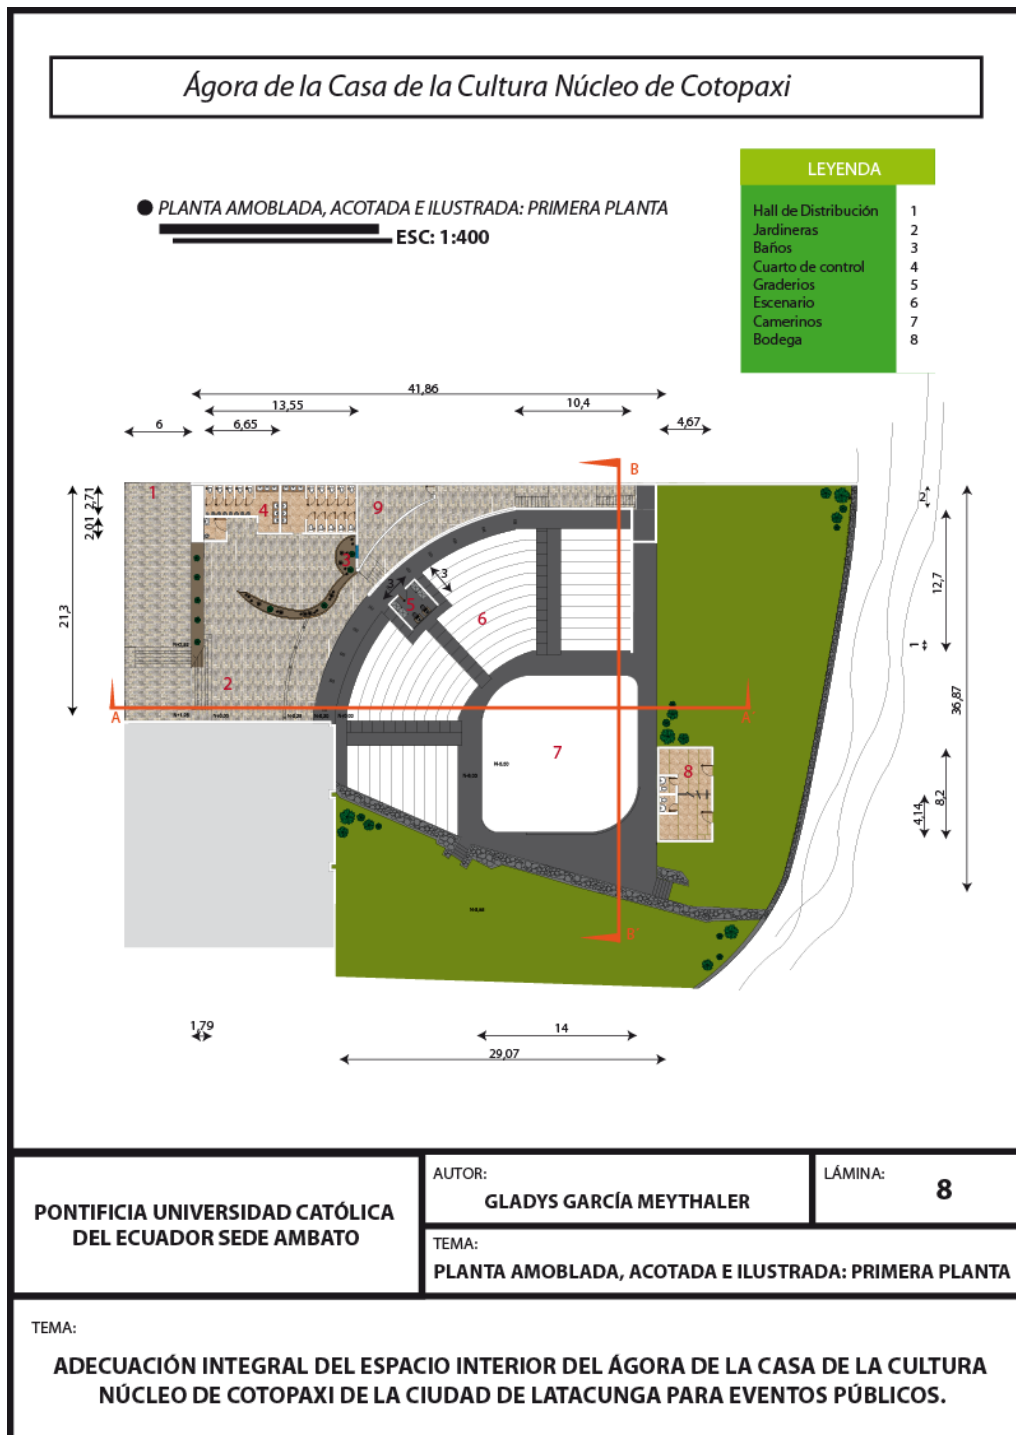 Ágora de la Casa de la Cultura Núcleo de Cotopaxi
LEYENDA
Hall de Distribución 1
Jardineras 2
Baños 3
Cuarto de control 4
Graderios 5
Escenario 6
Camerinos 7
Bodega 8
PLANTA AMOBLADA, ACOTADA E ILUSTRADA: PRIMERA PLANTA
ESC: 1:400
41,86
13,55
10,4
6
6,65
4,67
B
1
2,71
2,01
4
9
2
3
3
3
5
6
12,7
21,3
1
2
A
A
36,87
7
8
8,2
4,14
B'
1,79
14
29,07
PONTIFICIA UNIVERSIDAD CATÓLICA
DEL ECUADOR SEDE AMBATO
AUTOR:
GLADYS GARCÍA MEYTHALER
LÁMINA:
8
TEMA:
PLANTA AMOBLADA, ACOTADA E ILUSTRADA: PRIMERA PLANTA
TEMA:
ADECUACIÓN INTEGRAL DEL ESPACIO INTERIOR DEL ÁGORA DE LA CASA DE LA CULTURA
NÚCLEO DE COTOPAXI DE LA CIUDAD DE LATACUNGA PARA EVENTOS PÚBLICOS.